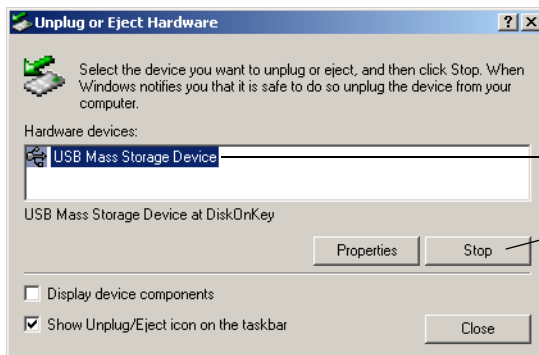 Unplug or Eject Hardware
Select the device you want to unplug or eject, and then click Stop. When
Windows notifies you that it is safe to do so unplug the device from your
computer.
Hardware devices:
USB Mass Storage Device
USB Mass Storage Device at DiskOnKey
Properties Stop
Display device components
Show Unplug/Eject icon on the taskbar
Close